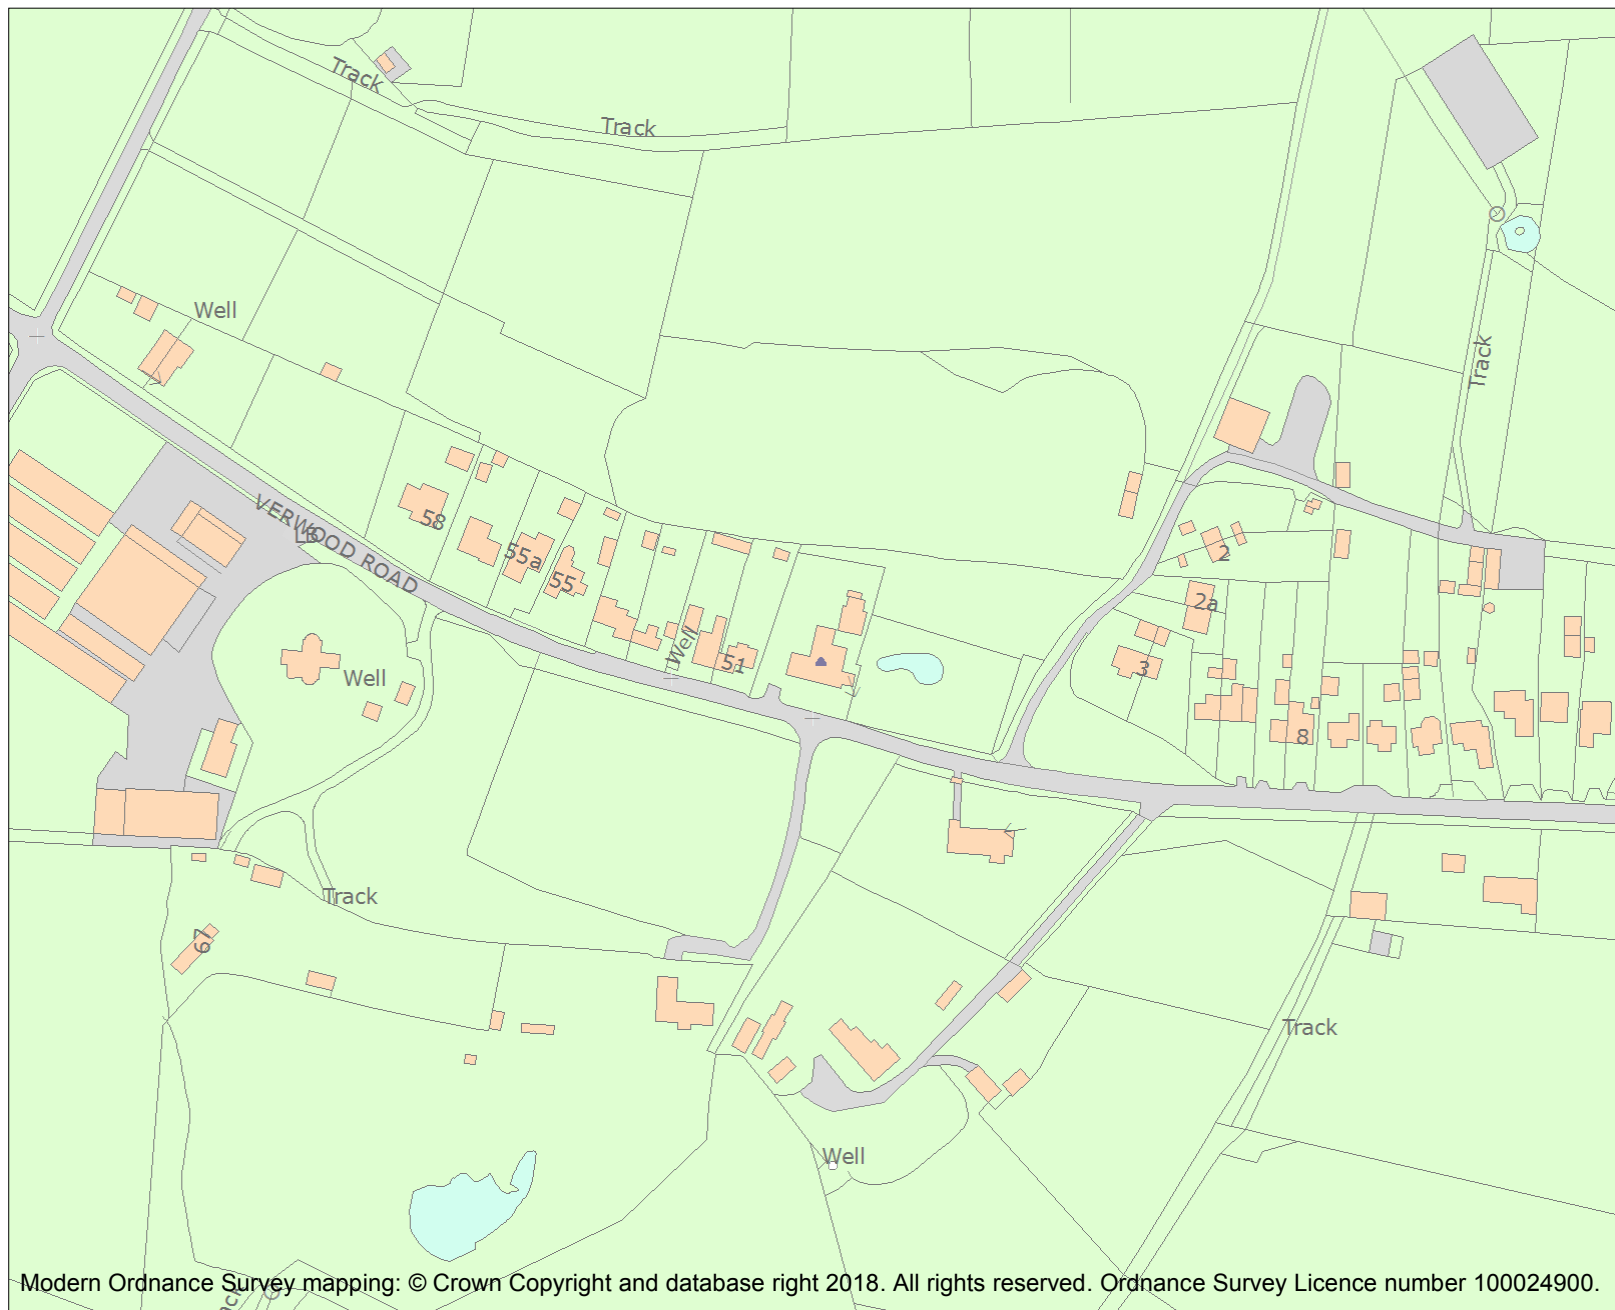 Track
Track
Well
Track
VERWOOD ROAD
LB
58
55a
55
2
2a
Well
51
3
Well
8
Track
67
Track
Well
Modern Ordnance Survey mapping: © Crown Copyright and database right 2018. All rights reserved. Ordnance Survey Licence number 100024900.